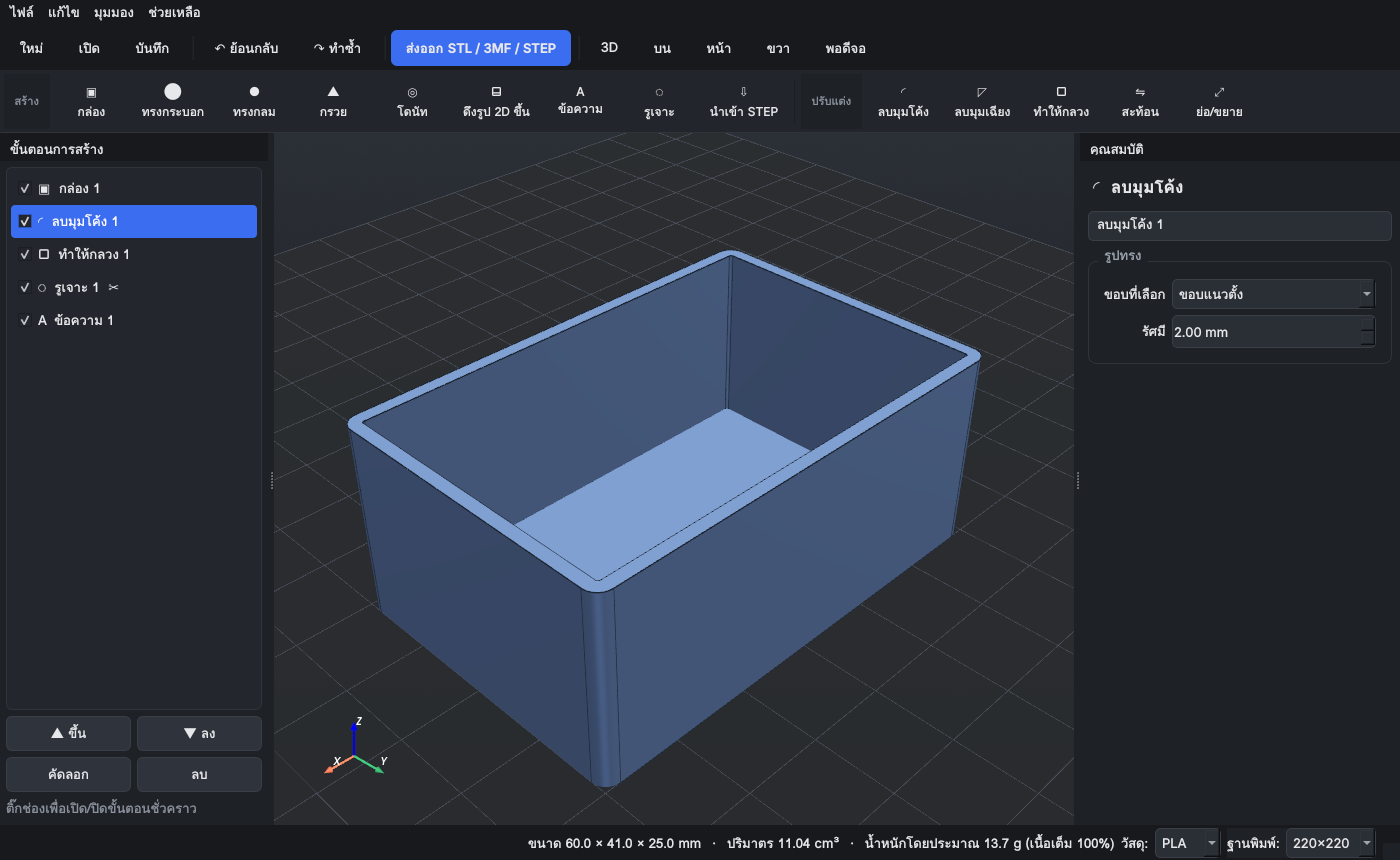 ไฟล์ แก้ไข มุมมอง ช่วยเหลือ
ใหม่ เปิด บันทึก ↶ ย้อนกลับ ↷ ทำซ้ำ ส่งออก STL / 3MF / STEP 3D บน หน้า ขวา พอดีจอ
สร้าง กล่อง ทรงกระบอก ทรงกลม กรวย โดนัท ดึงรูป 2D ขึ้น ข้อความ รูเจาะ นำเข้า STEP ปรับแต่ง ลบมุมโค้ง ลบมุมเฉียง ทำให้กลวง สะท้อน ย่อ/ขยาย
ขั้นตอนการสร้าง
กล่อง 1
ลบมุมโค้ง 1
ทำให้กลวง 1
รูเจาะ 1 ✂
A ข้อความ 1
▲ ขึ้น ▼ ลง
คัดลอก ลบ
ติ๊กช่องเพื่อเปิด/ปิดขั้นตอนชั่วคราว
Z
X Y
คุณสมบัติ
ลบมุมโค้ง
ลบมุมโค้ง 1
รูปทรง
ขอบที่เลือก ขอบแนวตั้ง
รัศมี 2.00 mm
ขนาด 60.0 × 41.0 × 25.0 mm · ปริมาตร 11.04 cm³ · น้ำหนักโดยประมาณ 13.7 g (เนื้อเต็ม 100%) วัสดุ: PLA ฐานพิมพ์: 220×220